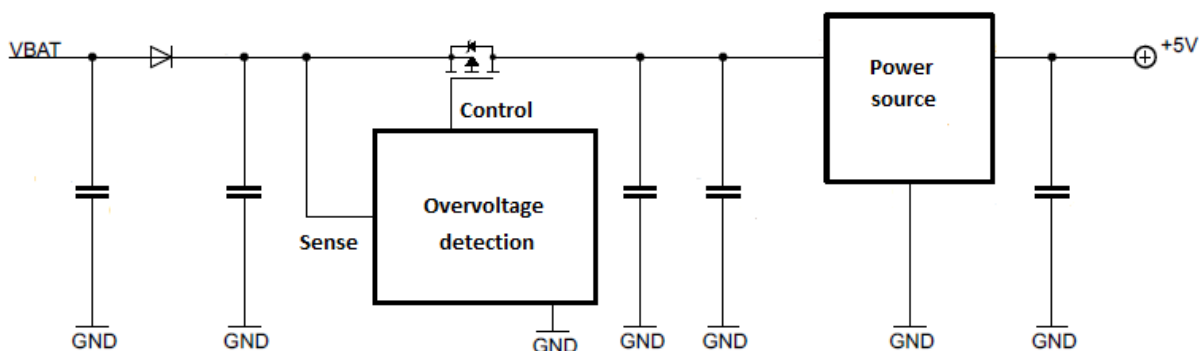 VBAT
+5V
Power
source
Control
Overvoltage
detection
Sense
GND
GND
GND
GND
GND
GND
GND